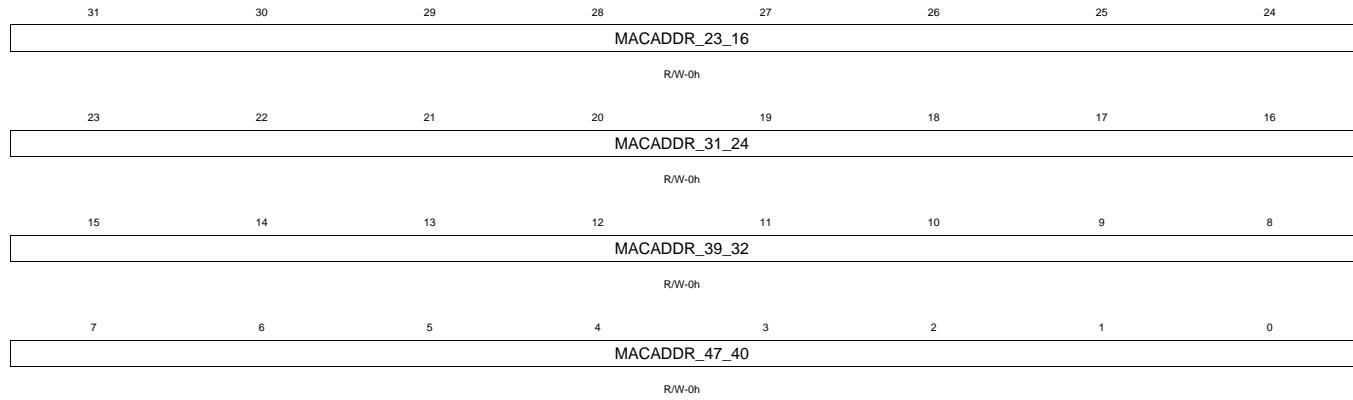 31 30 29 28 27 26 25 24
MACADDR_23_16
R/W-0h
23 22 21 20 19 18 17 16
MACADDR_31_24
R/W-0h
15 14 13 12 11 10 9 8
MACADDR_39_32
R/W-0h
7 6 5 4 3 2 1 0
MACADDR_47_40
R/W-0h